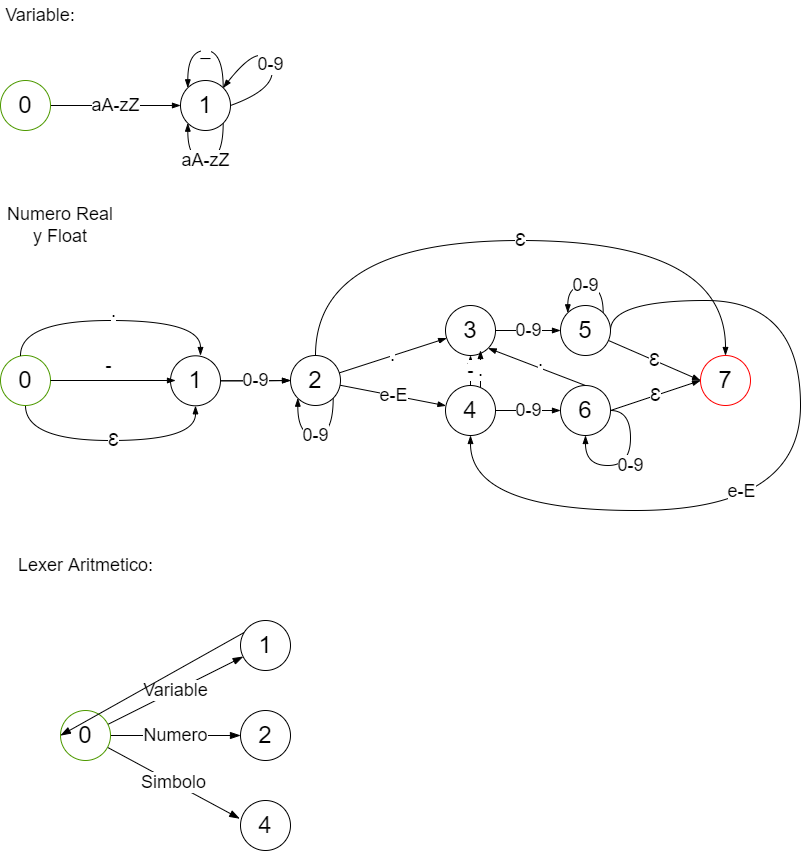 Variable:
_
0-9
0
aA-zZ
1
aA-zZ
Numero Real
y Float
Ɛ
0-9
.
3
0-9
5
-
.
.
Ɛ
0
1
0-9
2
7
e-E
- .
4
0-9
6
Ɛ
Ɛ
0-9
0-9
e-E
Lexer Aritmetico:
1
Variable
0
Numero
2
Simbolo
4